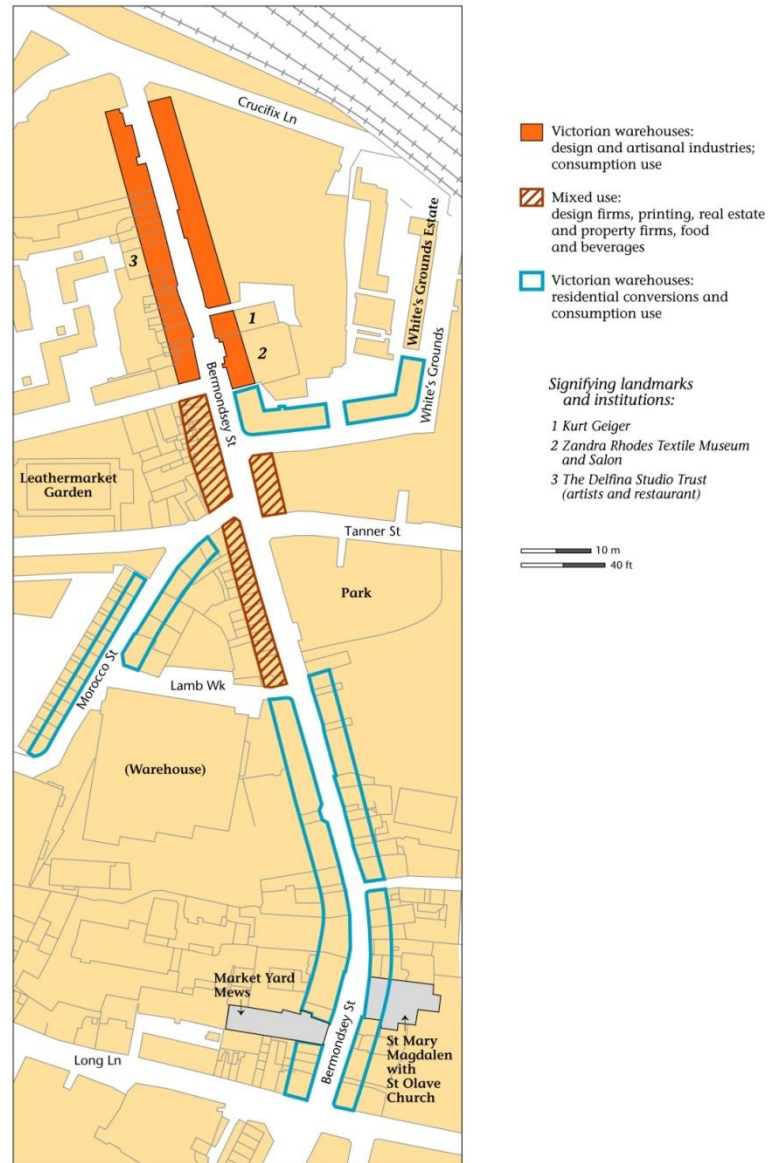 Crucifix Ln
White's Grounds Estate
3
1
2
Bermondsey St
White's Grounds
Leathermarket
Garden
Tanner St
Park
Morocco St
Lamb Wk
(Warehouse)
Market Yard
Mews
Bermondsey St
St Mary
Magdalen
with
St Olave
Church
Long Ln
Victorian warehouses:
design and artisanal industries;
consumption use
Mixed use:
design firms, printing, real estate
and property firms, food
and beverages
Victorian warehouses:
residential conversions and
consumption use
Signifying landmarks
and institutions:
1 Kurt Geiger
2 Zandra Rhodes Textile Museum
and Salon
3 The Delfina Studio Trust
(artists and restaurant)
10 m
40 ft